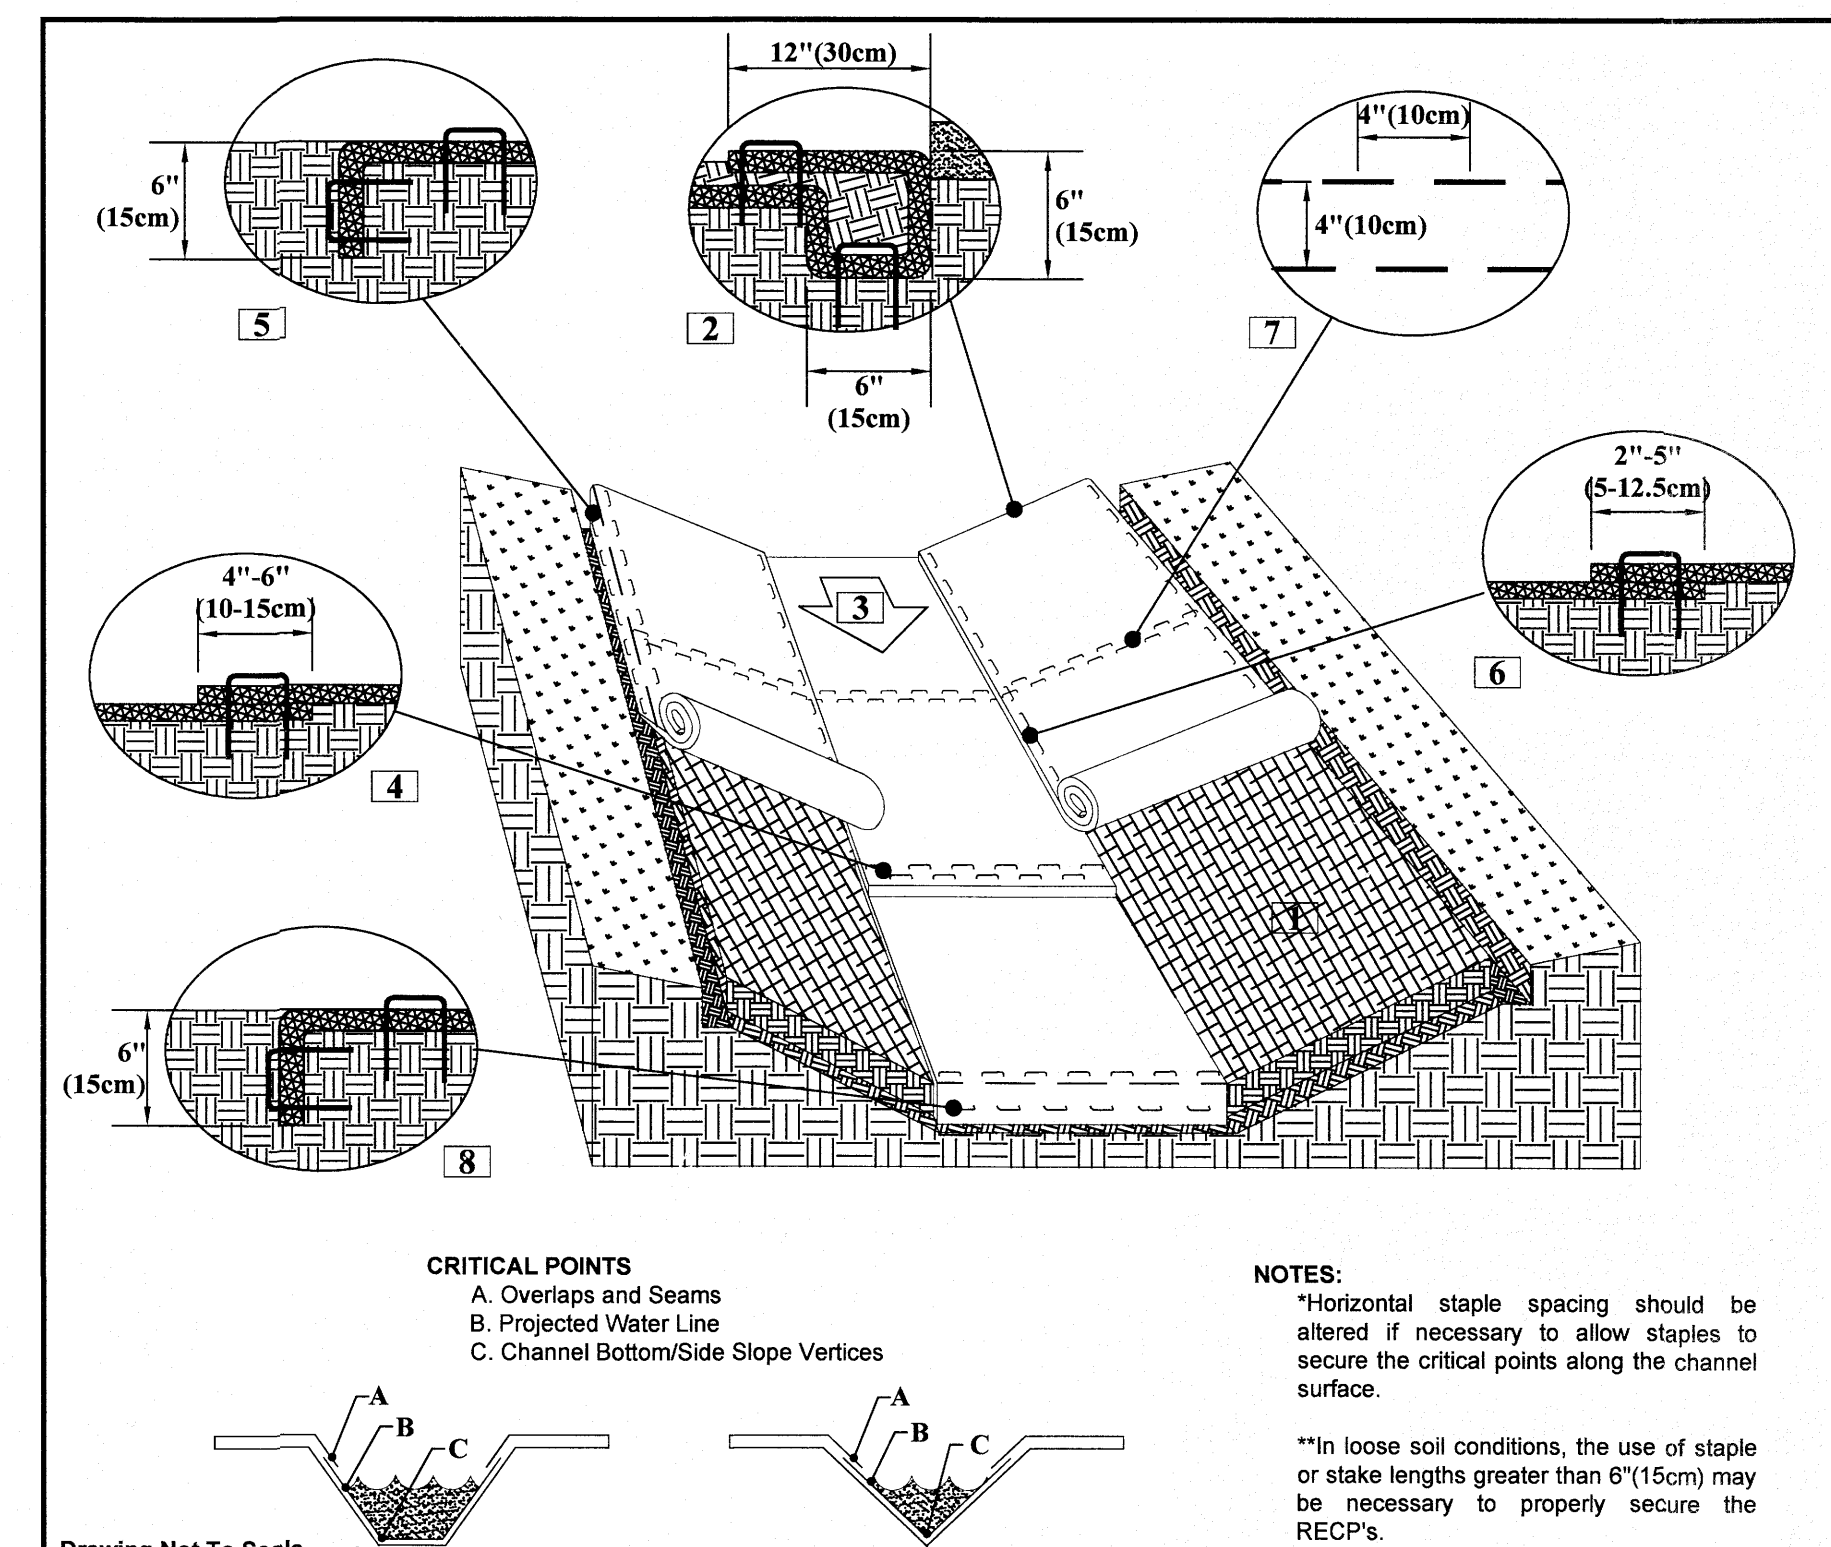 12"(30cm)
6"
(15cm)
5
2
6"
(15cm)
6"
(15cm)
4"(10cm)
4"(10cm)
7
2"-5"
(5-12.5cm)
6
4"-6"
(10-15cm)
4
3
1
6"
(15cm)
8
CRITICAL POINTS
A. Overlaps and Seams
B. Projected Water Line
C. Channel Bottom/Side Slope Vertices
A
B
C
A
B
C
NOTES:
*Horizontal staple spacing should be
altered if necessary to allow staples to
secure the critical points along the channel
surface.
**In loose soil conditions, the use of staple
or stake lengths greater than 6"(15cm) may
be necessary to properly secure the
RECP's.
Drawing Not To Scale